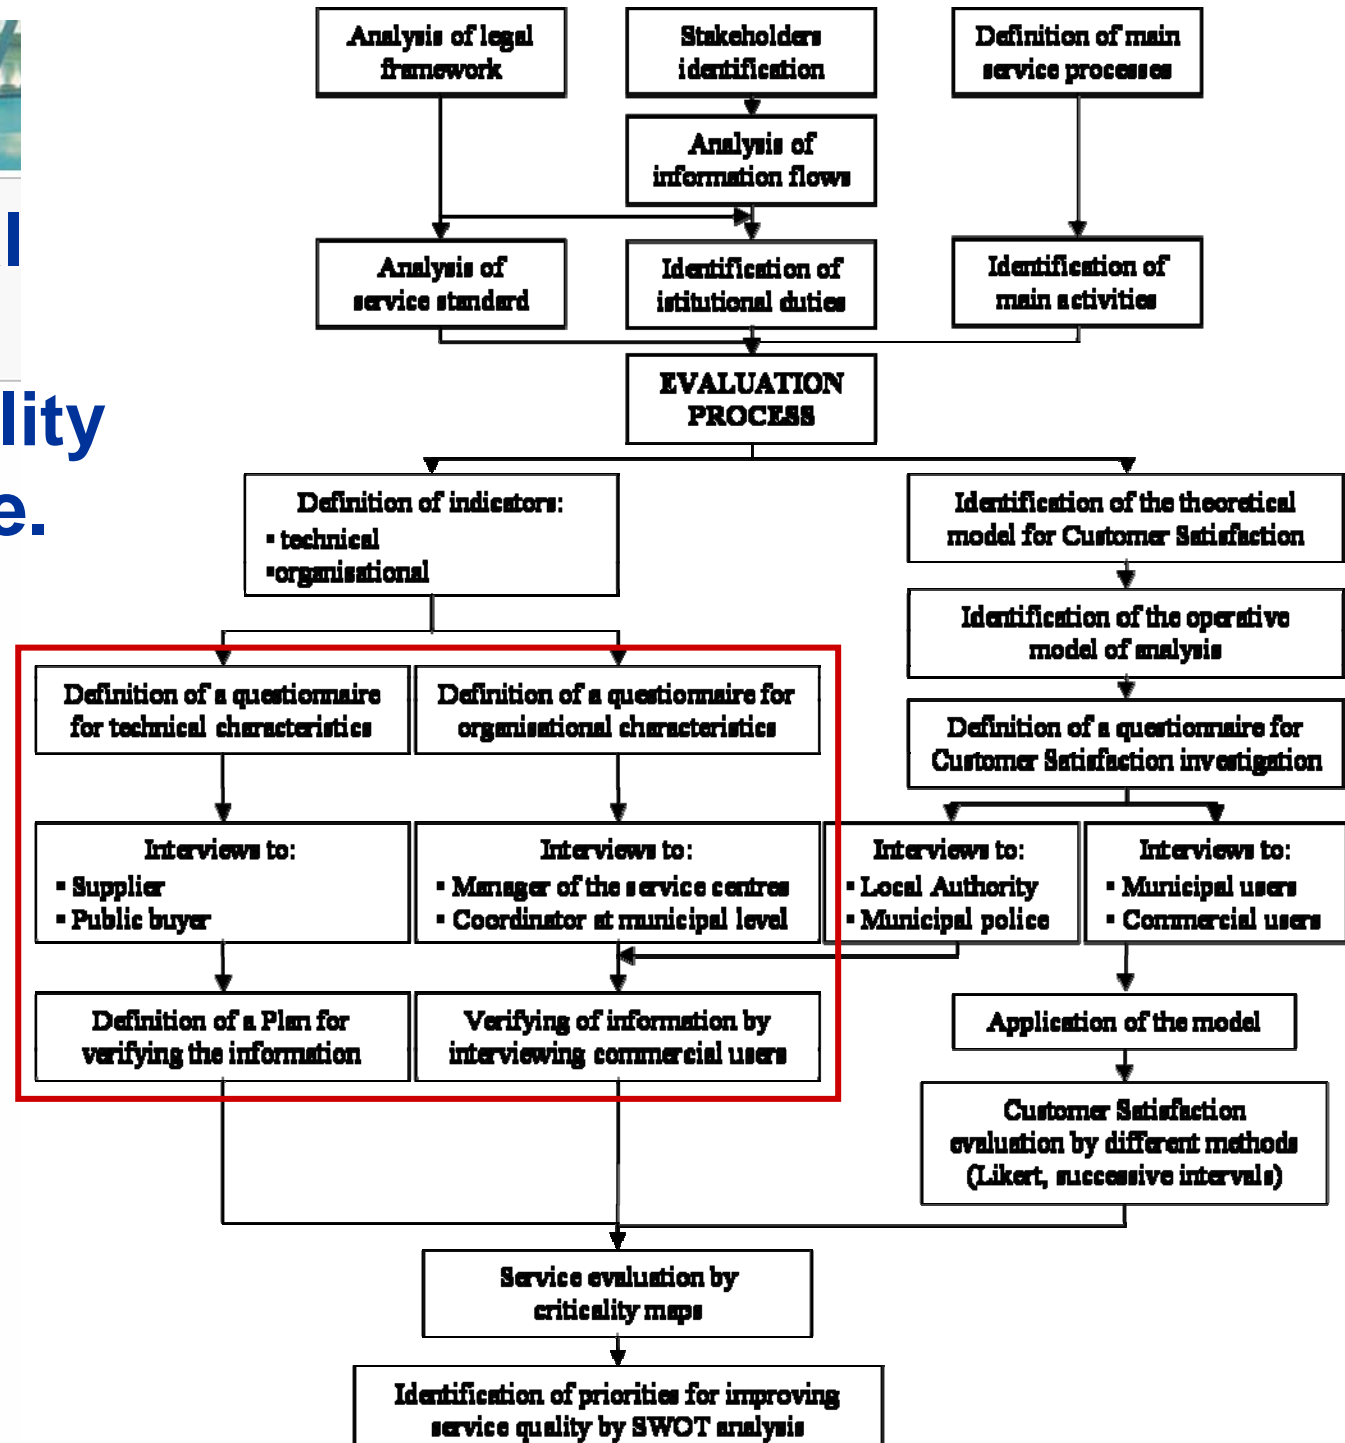 Analysis of legal
framework
Stakeholders
identification
Definition of main
service processes
Analysis of
information flows
Analysis of
service standard
Identification of
istitutional duties
Identification of
main activities
lity
e.
EVALUATION
PROCESS
Definition of indicators:
▪ technical
▪organisational
Identification of the theoretical
model for Customer Satisfaction
Identification of the operative
model of analysis
Definition of a questionnaire
for technical characteristics
Definition of a questionnaire for
organisational characteristics
Definition of a questionnaire for
Customer Satisfaction investigation
Interviews to:
▪ Supplier
▪ Public buyer
Interviews to:
▪ Manager of the service centres
▪ Coordinator at municipal level
Interviews to:
▪ Local Authority
▪ Municipal police
Interviews to:
▪ Municipal users
▪ Commercial users
Definition of a Plan for
verifying the information
Verifying of information by
interviewing commercial users
Application of the model
Customer Satisfaction
evaluation by different methods
(Likert, successive intervals)
Service evaluation by
criticality maps
Identification of priorities for improving
service quality by SWOT analysis